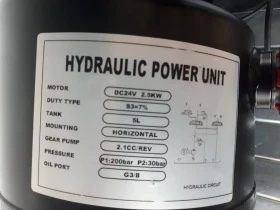 HYDRAULIC POWER UNIT
MOTOR DC24V 2.5KW
DUTY TYPE S3=7%
TANK 5L
MOUNTING HORIZONTAL
GEAR PUMP 2.1CC/REV
PRESSURE P1:200bar P2:30bar
OIL PORT G3/8
HYDRAULIC CIRCUIT